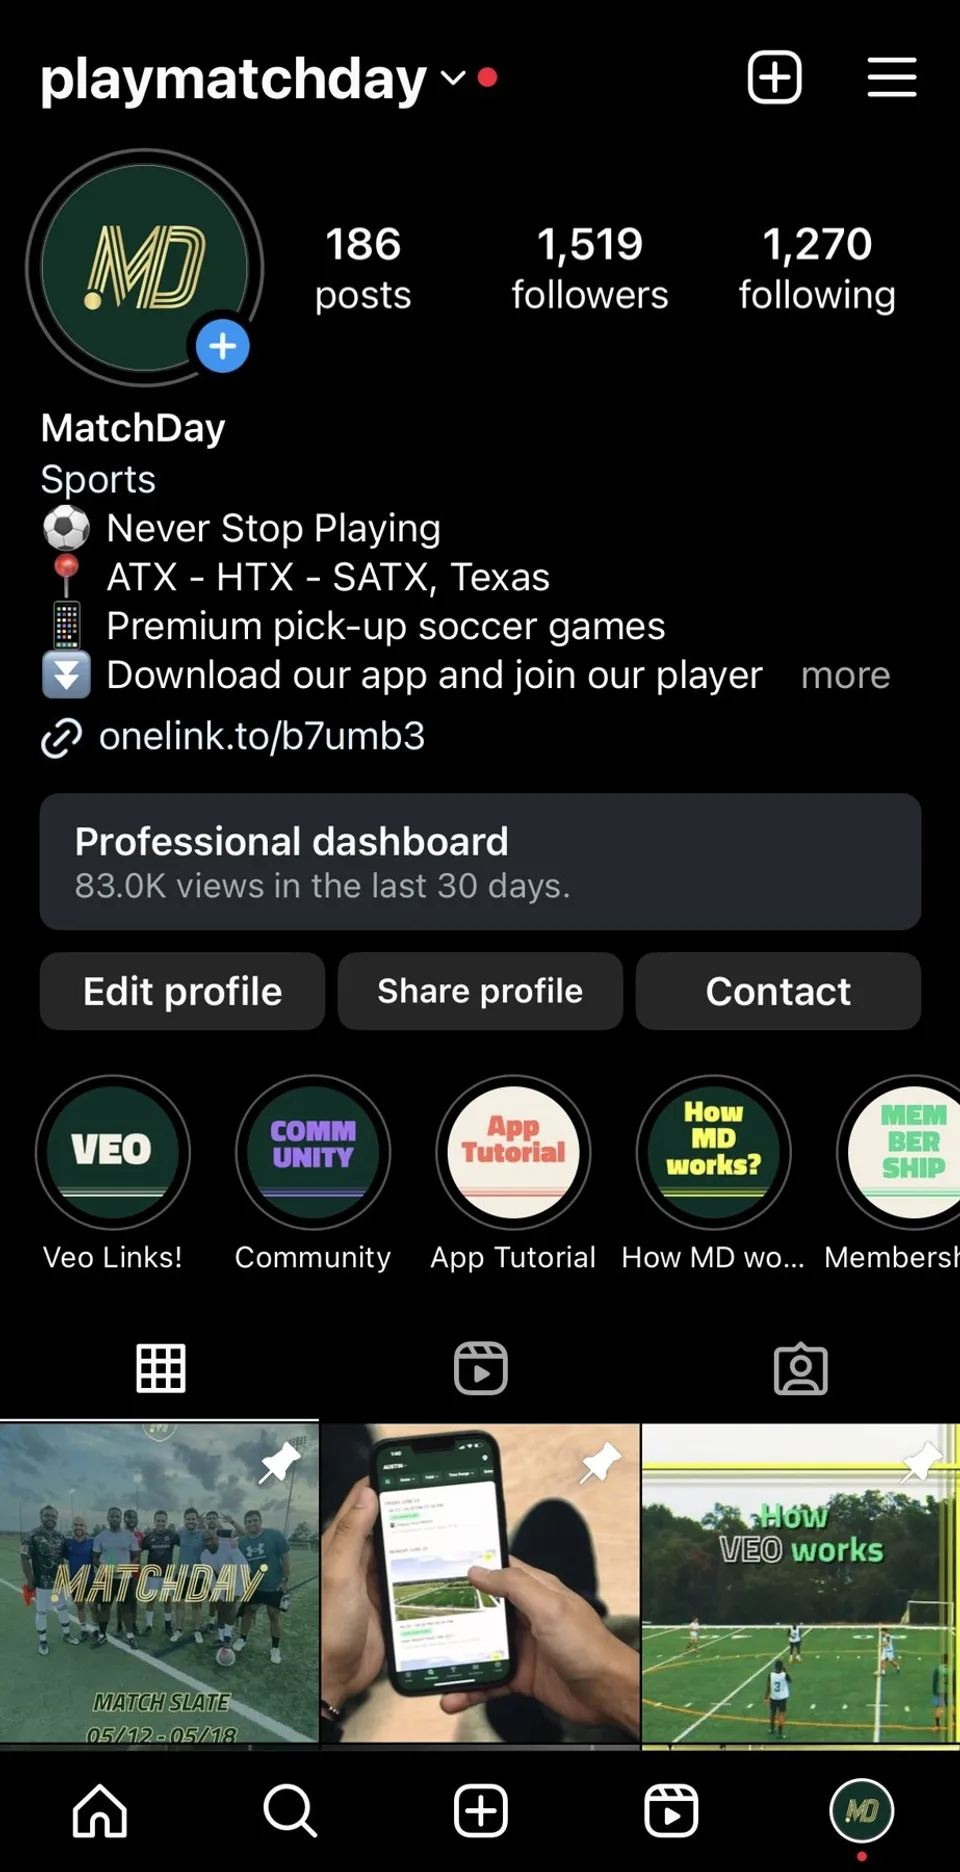 playmatchday
MD
186
posts
1,519
followers
1,270
following
MatchDay
Sports
Never Stop Playing
ATX - HTX - SATX, Texas
Premium pick-up soccer games
Download our app and join our player more
onelink.to/b7umb3
Professional dashboard
83.0K views in the last 30 days.
Edit profile
Share profile
Contact
VEO
COMM
UNITY
App
Tutorial
How
MD
works?
MEM
BER
SHIP
Veo Links!
Community
App Tutorial
How MD wo...
Membersh
MATCHDAY
MATCH SLATE
05/12-05/18
AUSTIN
How
VEO works
3
MD